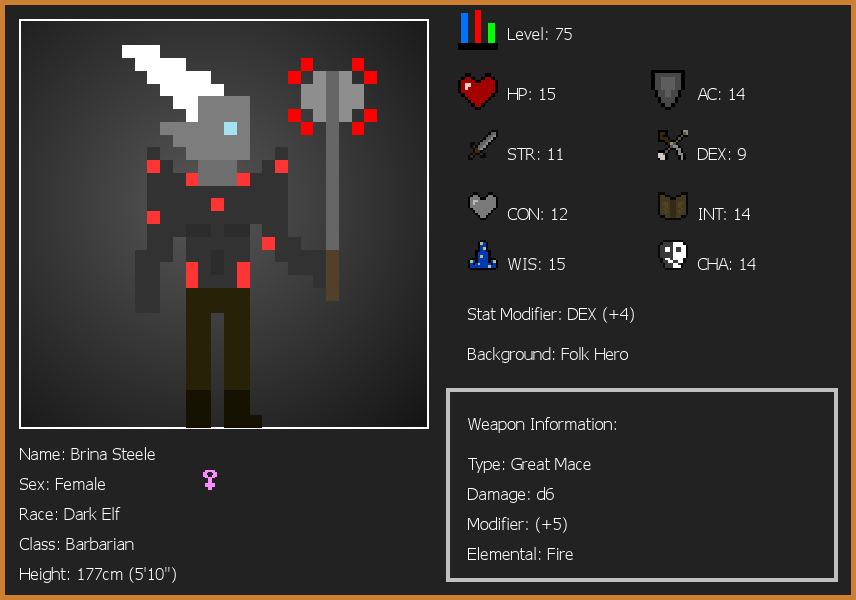 Level: 75
HP: 15
AC: 14
STR: 11
DEX: 9
CON: 12
INT: 14
WIS: 15
CHA: 14
Stat Modifier: DEX (+4)
Background: Folk Hero
Weapon Information:
Type: Great Mace
Damage: d6
Modifier: (+5)
Elemental: Fire
Name: Brina Steele
Sex: Female
Race: Dark Elf
Class: Barbarian
Height: 177cm (5'10")